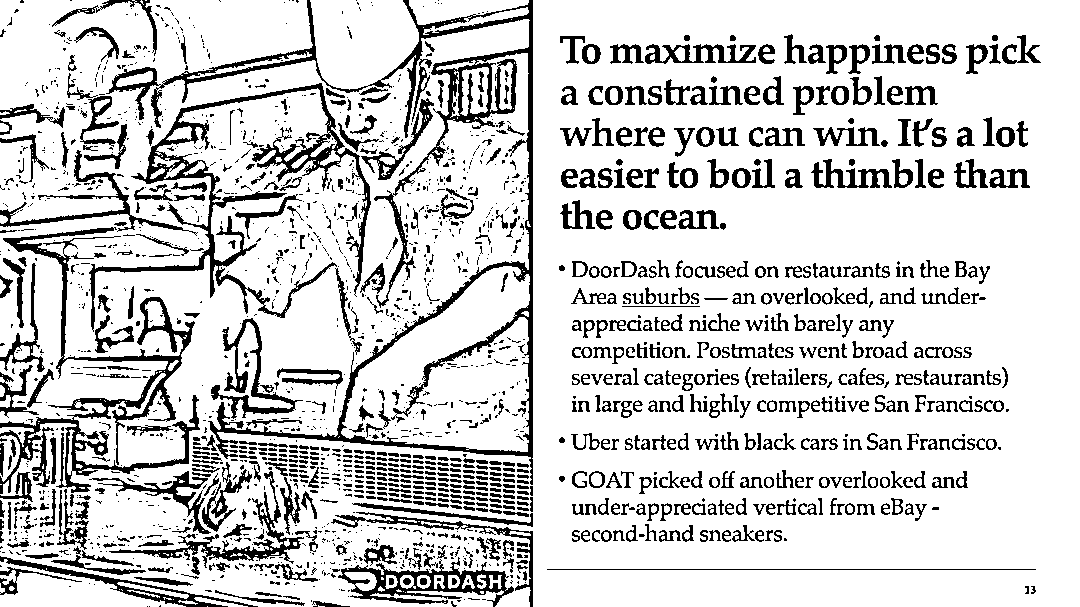 To maximize happiness pick
a constrained problem
where you can win. It's a lot
easier to boil a thimble than
the ocean.
• DoorDash focused on restaurants in the Bay
Area suburbs — an overlooked, and under-
appreciated niche with barely any
competition. Postmates went broad across
several categories (retailers, cafes, restaurants)
in large and highly competitive San Francisco.
• Uber started with black cars in San Francisco.
• GOAT picked off another overlooked and
under-appreciated vertical from eBay -
second-hand sneakers.
DOORDASH
13